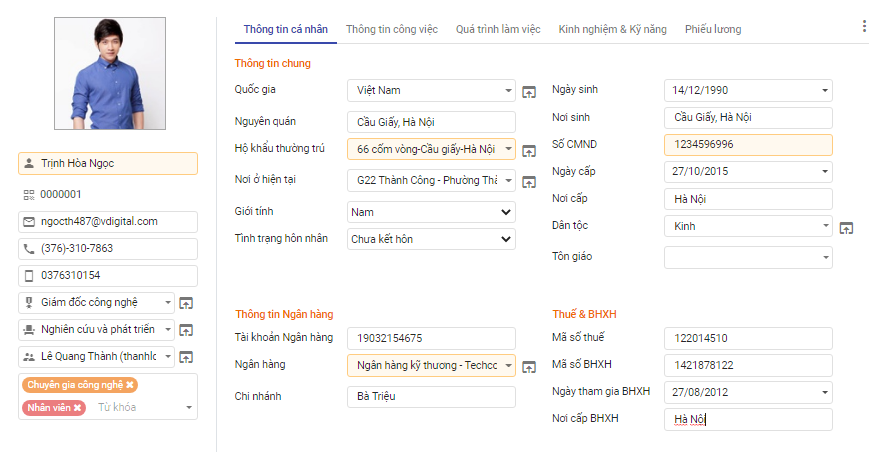 Trịnh Hòa Ngọc
0000001
ngocth487@vdigital.com
(376)-310-7863
0376310154
Giám đốc công nghệ
Nghiên cứu và phát triển
Lê Quang Thành (thanhlc
Chuyên gia công nghệ ✖
Nhân viên ✖ Từ khóa
Thông tin cá nhân Thông tin công việc Quá trình làm việc Kinh nghiệm & Kỹ năng Phiếu lương
Thông tin chung
Quốc gia Việt Nam
Nguyên quán Cầu Giấy, Hà Nội
Hộ khẩu thường trú 66 cốm vòng-Cầu giấy-Hà Nội
Nơi ở hiện tại G22 Thành Công - Phường Thà
Giới tính Nam
Tình trạng hôn nhân Chưa kết hôn
Ngày sinh 14/12/1990
Nơi sinh Cầu Giấy, Hà Nội
Số CMND 1234596996
Ngày cấp 27/10/2015
Nơi cấp Hà Nội
Dân tộc Kinh
Tôn giáo
Thông tin Ngân hàng
Tài khoản Ngân hàng 19032154675
Ngân hàng Ngân hàng kỹ thương - Techcc
Chi nhánh Bà Triệu
Thuế & BHXH
Mã số thuế 122014510
Mã số BHXH 1421878122
Ngày tham gia BHXH 27/08/2012
Nơi cấp BHXH Hà Nội